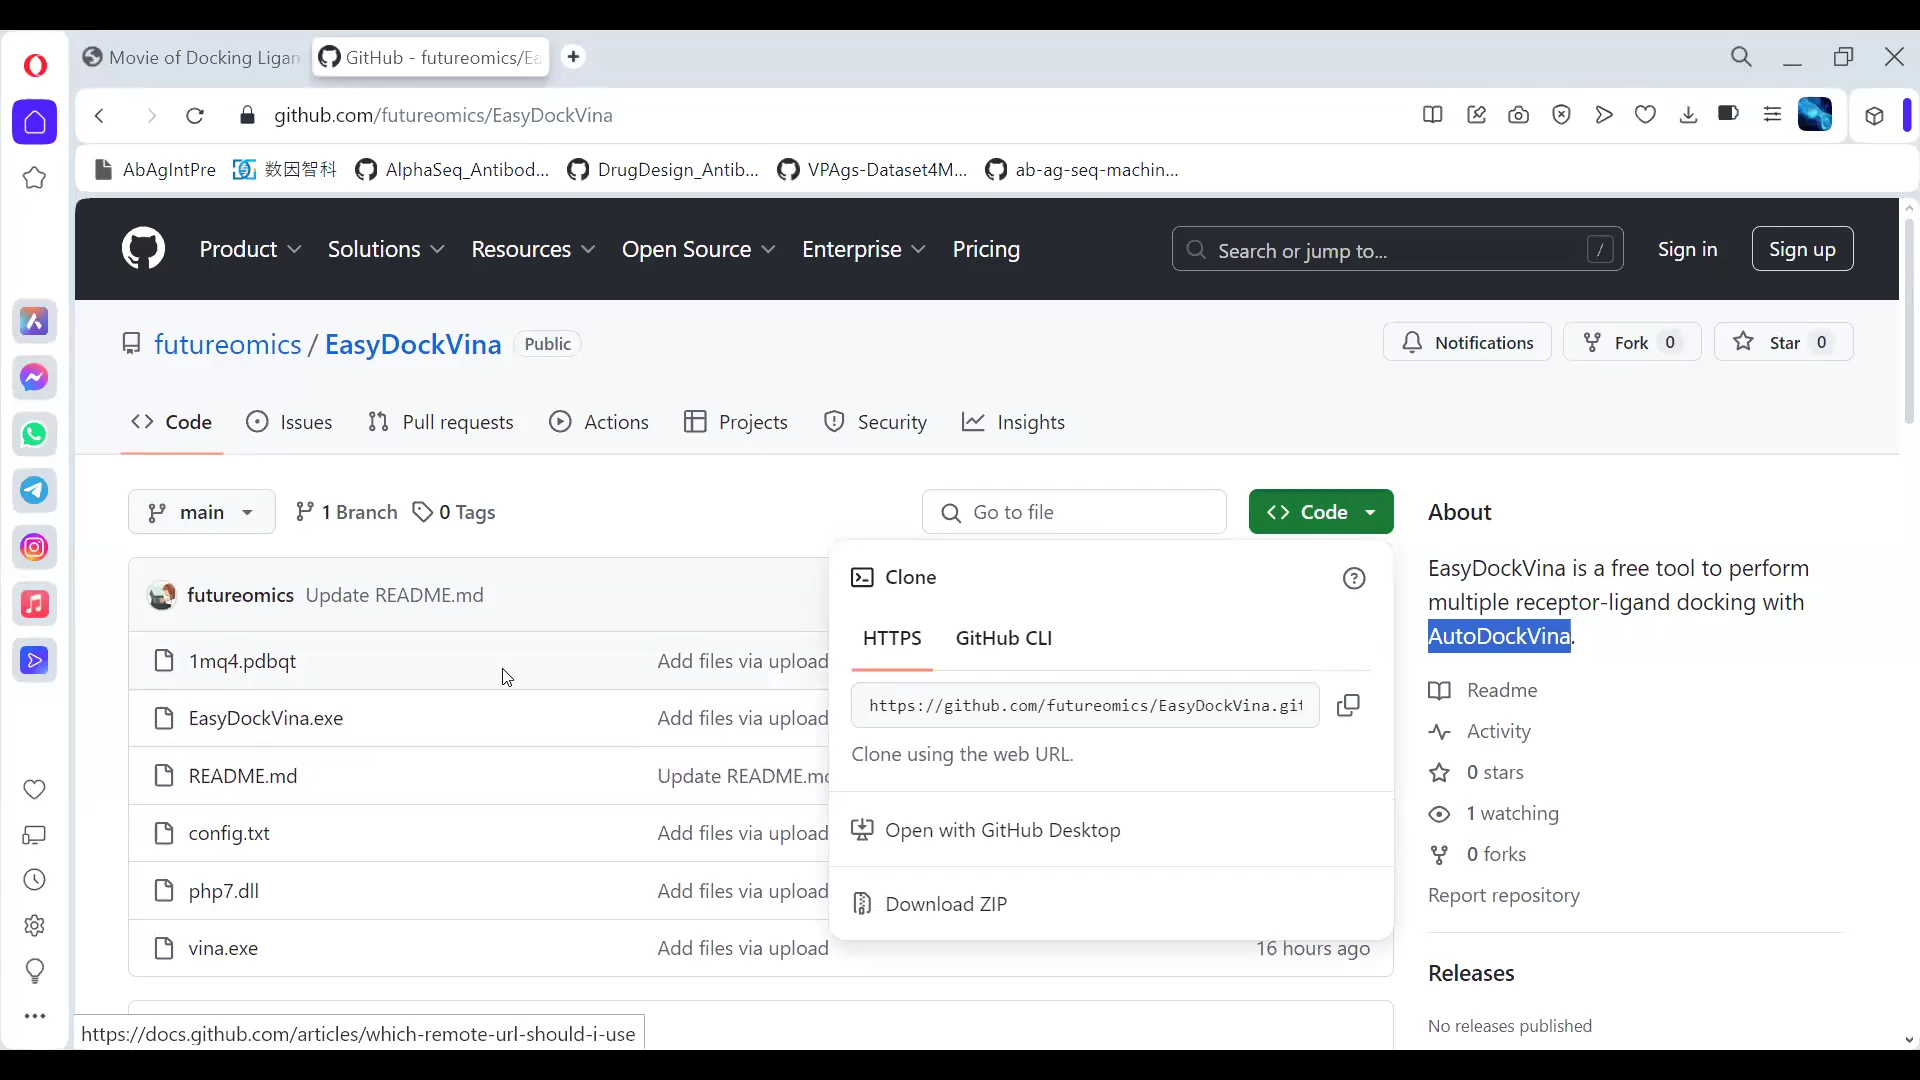 Movie of Docking Ligan
GitHub - futureomics/Ea
github.com/futureomics/EasyDockVina
AbAgIntPre
数因智科
AlphaSeq_Antibod...
DrugDesign_Antib...
VPAgs-Dataset4M...
ab-ag-seq-machin...
Product
Solutions
Resources
Open Source
Enterprise
Pricing
Search or jump to...
/
Sign in
Sign up
futureomics / EasyDockVina
Public
Notifications
Fork 0
Star 0
Code
Issues
Pull requests
Actions
Projects
Security
Insights
main
1 Branch
0 Tags
Go to file
Code
futureomics Update README.md
1mq4.pdbqt Add files via upload
EasyDockVina.exe Add files via upload
README.md Update README.md
config.txt Add files via upload
php7.dll Add files via upload
vina.exe Add files via upload 16 hours ago
Clone
HTTPS
GitHub CLI
https://github.com/futureomics/EasyDockVina.git
Clone using the web URL.
Open with GitHub Desktop
Download ZIP
About
EasyDockVina is a free tool to perform
multiple receptor-ligand docking with
AutoDockVina.
Readme
Activity
0 stars
1 watching
0 forks
Report repository
Releases
No releases published
https://docs.github.com/articles/which-remote-url-should-i-use